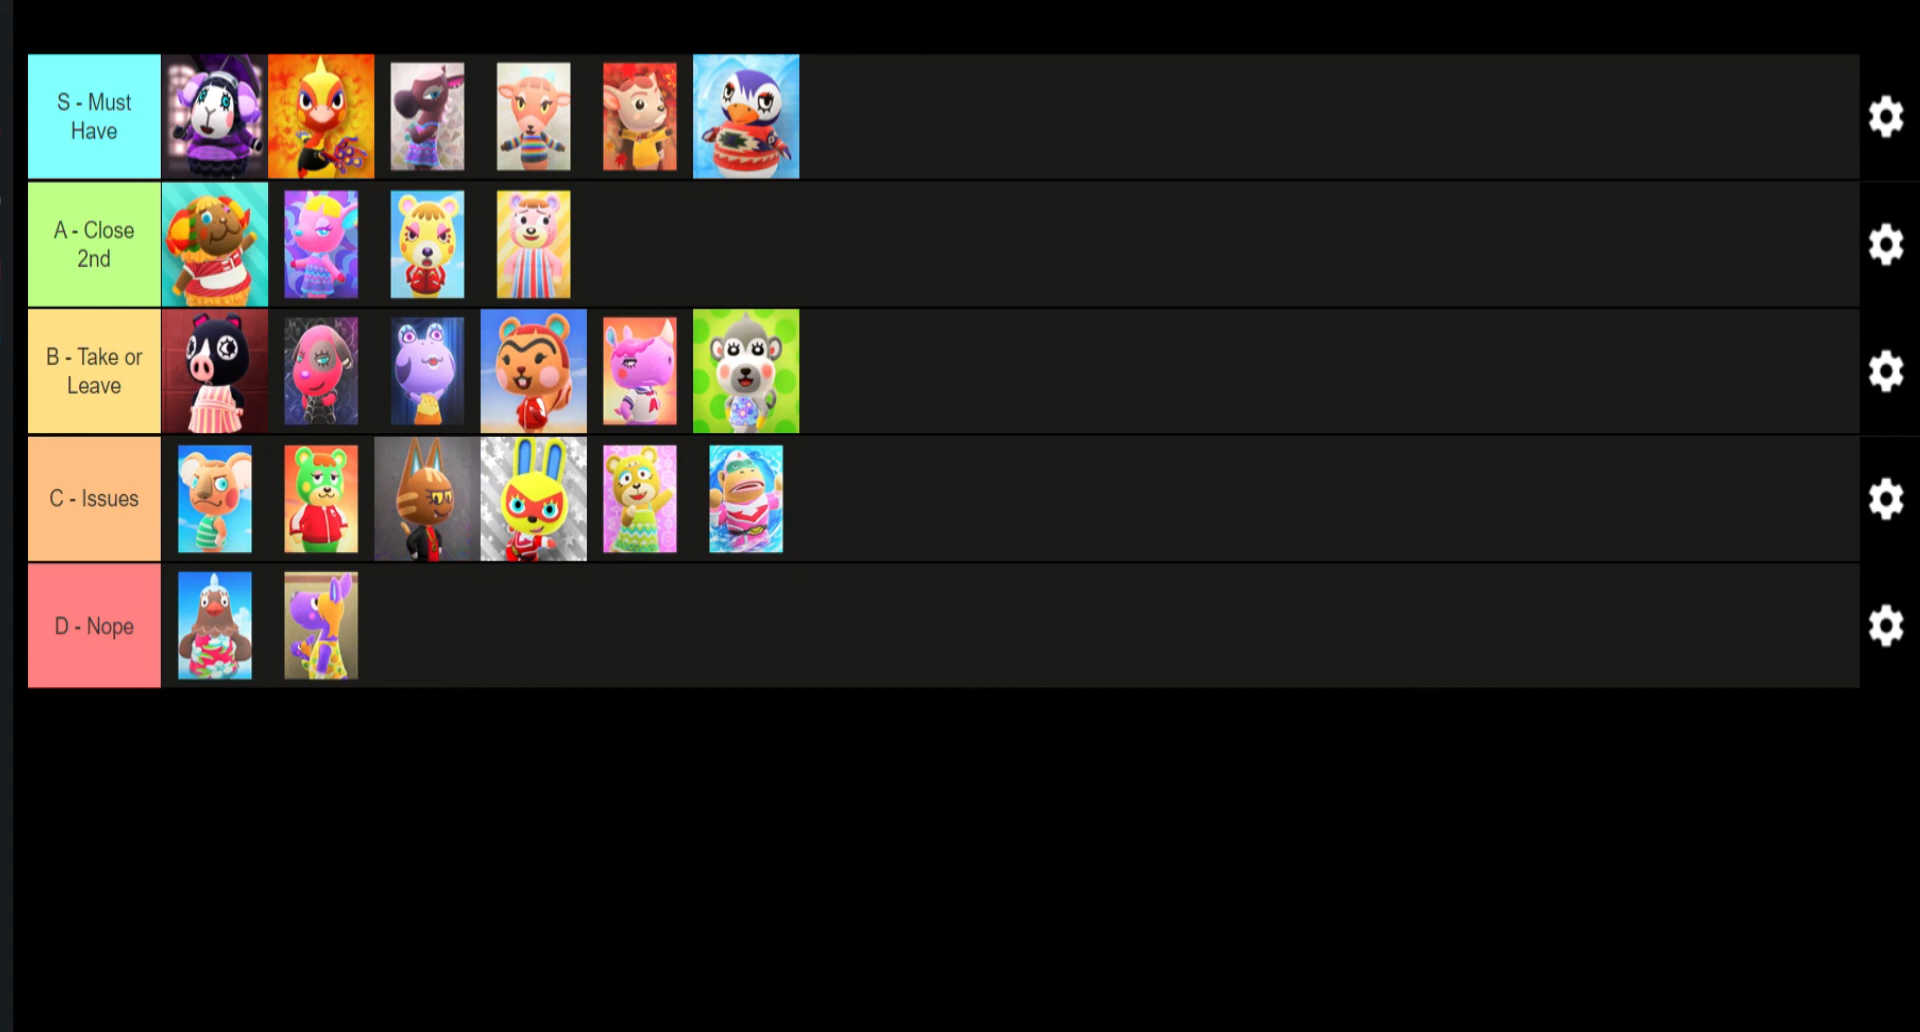 S - Must
Have
A - Close
2nd
B - Take or
Leave
C - Issues
D - Nope